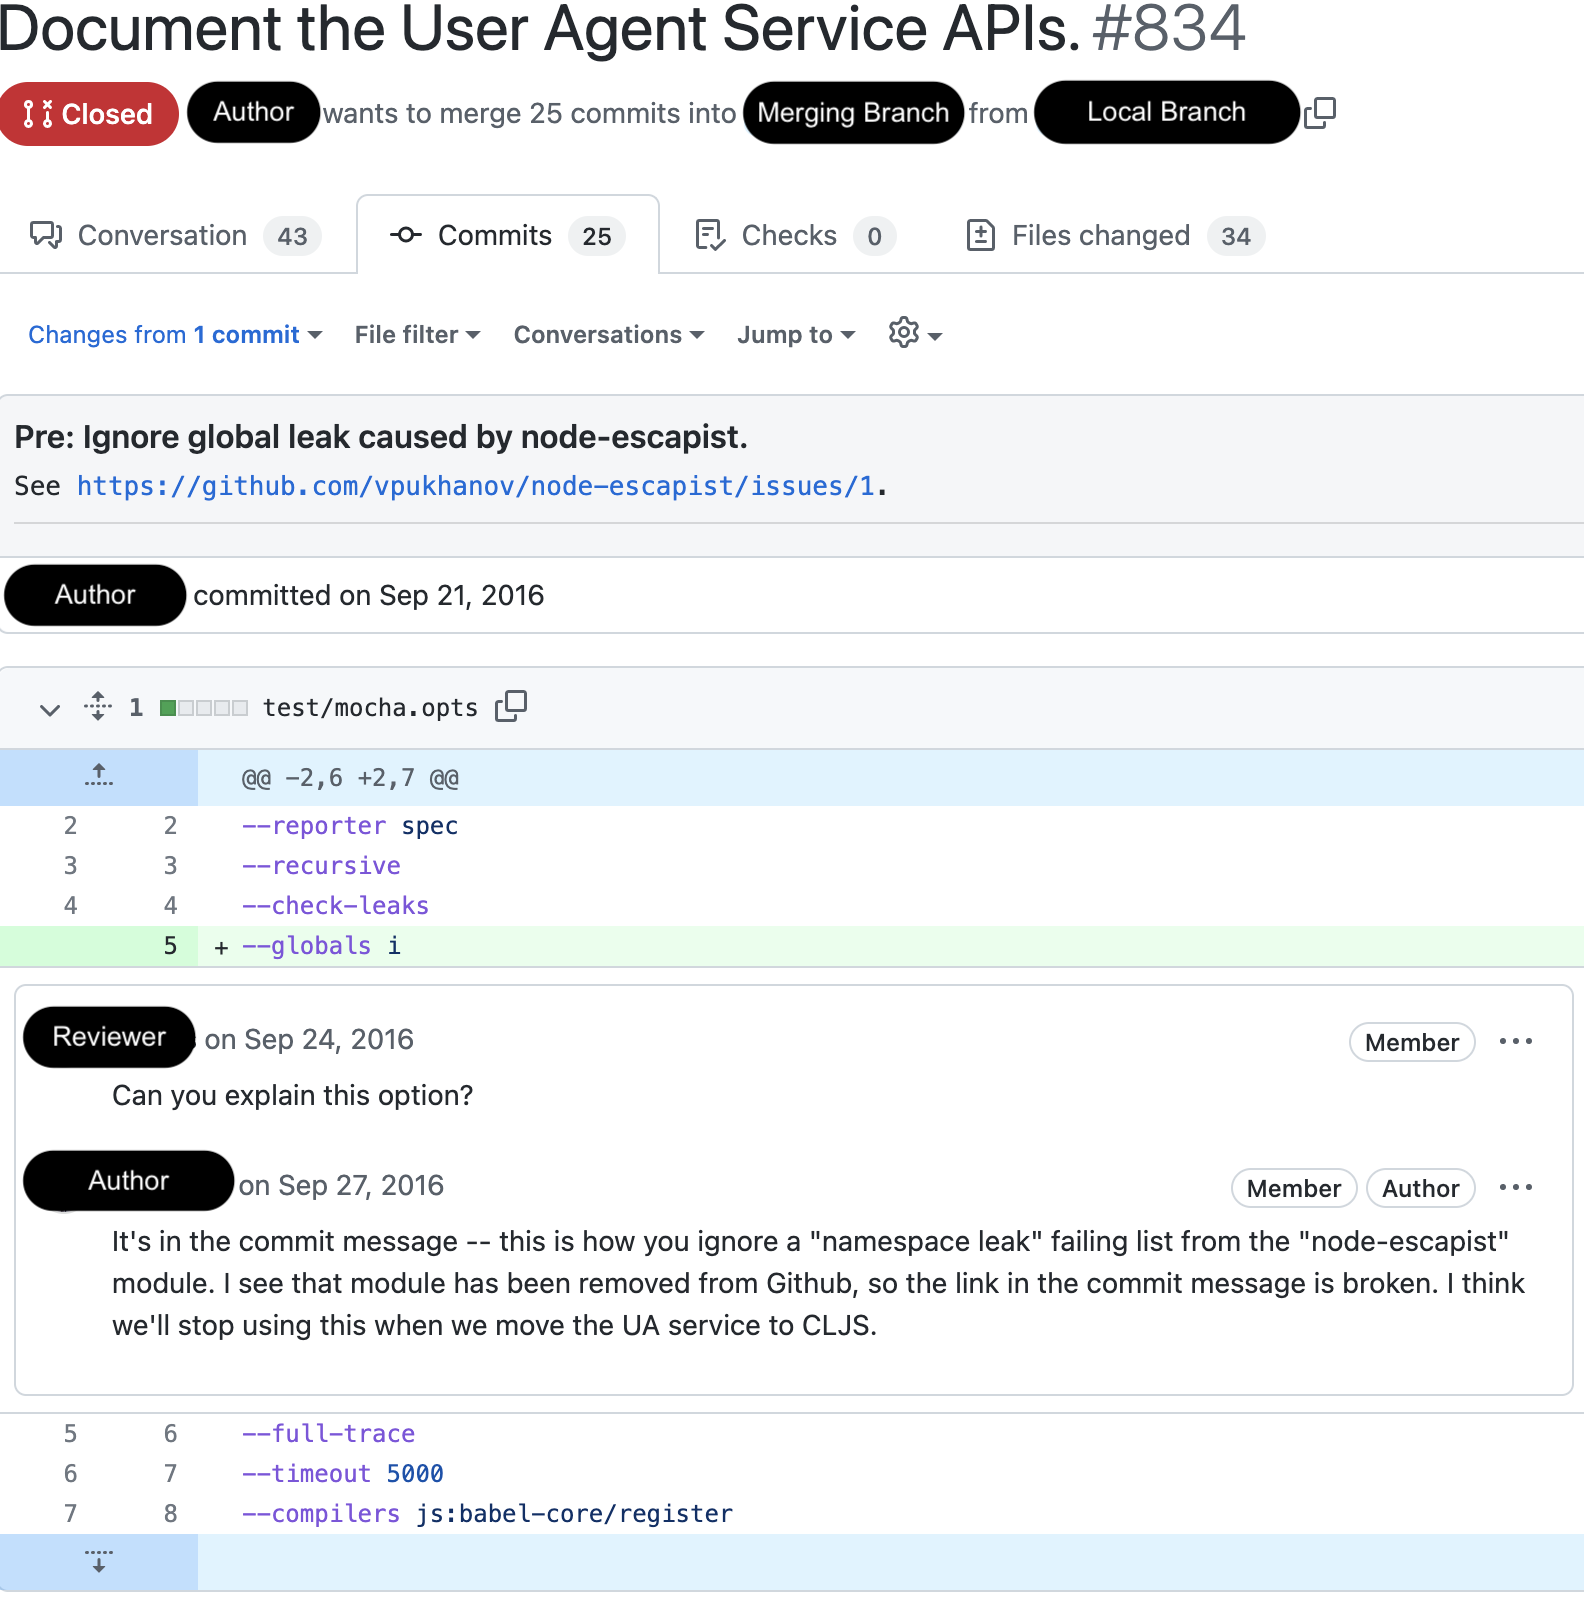 Document the User Agent Service APIs. #834
Closed Author wants to merge 25 commits into Merging Branch from Local Branch
Conversation 43 Commits 25 Checks 0 Files changed 34
Changes from 1 commit File filter Conversations Jump to
Pre: Ignore global leak caused by node-escapist.
See https://github.com/vpukhanov/node-escapist/issues/1.
Author committed on Sep 21, 2016
1 test/mocha.opts
@@ -2,6 +2,7 @@
2 2 --reporter spec
3 3 --recursive
4 4 --check-leaks
5 + --globals i
Reviewer on Sep 24, 2016 Member ...
Can you explain this option?
Author on Sep 27, 2016 Member Author ...
It's in the commit message -- this is how you ignore a "namespace leak" failing list from the "node-escapist"
module. I see that module has been removed from Github, so the link in the commit message is broken. I think
we'll stop using this when we move the UA service to CLJS.
5 6 --full-trace
6 7 --timeout 5000
7 8 --compilers js:babel-core/register